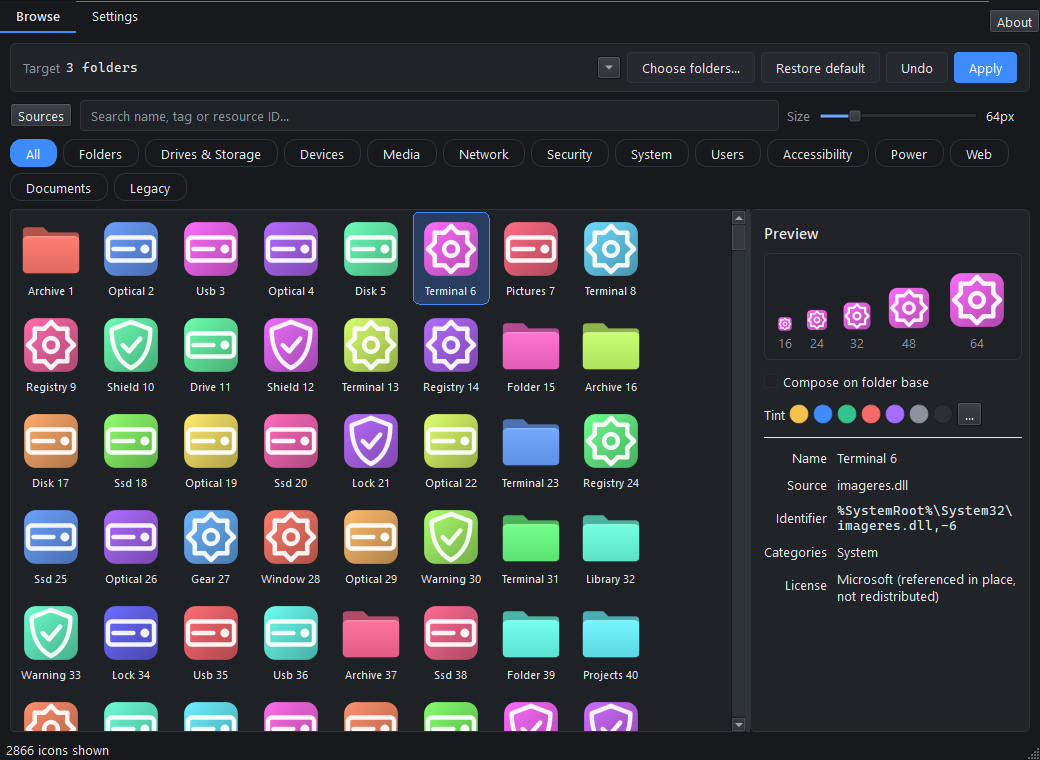 Browse Settings
About
Target 3 folders Choose folders... Restore default Undo Apply
Sources Search name, tag or resource ID... Size 64px
All Folders Drives & Storage Devices Media Network Security System Users Accessibility Power Web
Documents Legacy
Archive 1 Optical 2 Usb 3 Optical 4 Disk 5 Terminal 6 Pictures 7 Terminal 8
Registry 9 Shield 10 Drive 11 Shield 12 Terminal 13 Registry 14 Folder 15 Archive 16
Disk 17 Ssd 18 Optical 19 Ssd 20 Lock 21 Optical 22 Terminal 23 Registry 24
Ssd 25 Optical 26 Gear 27 Window 28 Optical 29 Warning 30 Terminal 31 Library 32
Warning 33 Lock 34 Usb 35 Usb 36 Archive 37 Ssd 38 Folder 39 Projects 40
Preview
16 24 32 48 64
Compose on folder base
Tint ...
Name Terminal 6
Source imageres.dll
Identifier %SystemRoot%\System32\
imageres.dll,-6
Categories System
License Microsoft (referenced in place,
not redistributed)
2866 icons shown